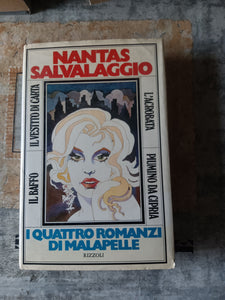 NANTAS
SALVALAGGIO
IL BAFFO
IL VESTITO DI CARTA
L'ACROBATA
PIUMINO DA CIPRIA
I QUATTRO ROMANZI
DI MALAPELLE
RIZZOLI